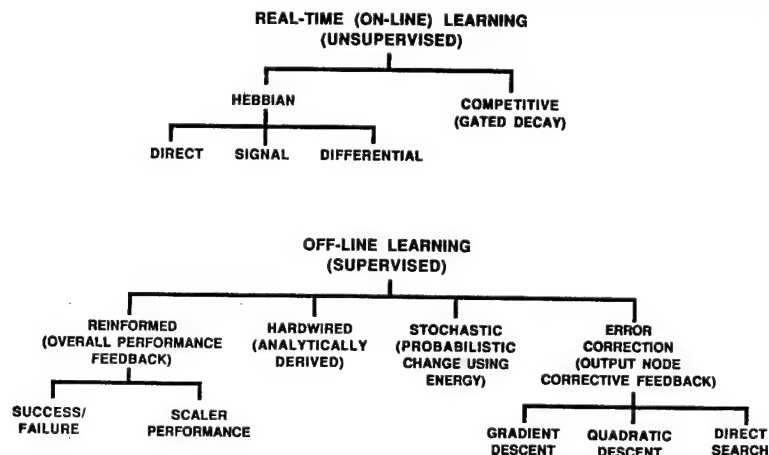 REAL-TIME (ON-LINE) LEARNING
(UNSUPERVISED)
HEBBIAN
COMPETITIVE
(GATED DECAY)
DIRECT
SIGNAL
DIFFERENTIAL
OFF-LINE LEARNING
(SUPERVISED)
REINFORMED
(OVERALL PERFORMANCE
FEEDBACK)
HARDWIRED
(ANALYTICALLY
DERIVED)
STOCHASTIC
(PROBABILISTIC
CHANGE USING
ENERGY)
ERROR
CORRECTION
(OUTPUT NODE
CORRECTIVE FEEDBACK)
SUCCESS/
FAILURE
SCALER
PERFORMANCE
GRADIENT
DESCENT
QUADRATIC
DESCENT
DIRECT
SEARCH